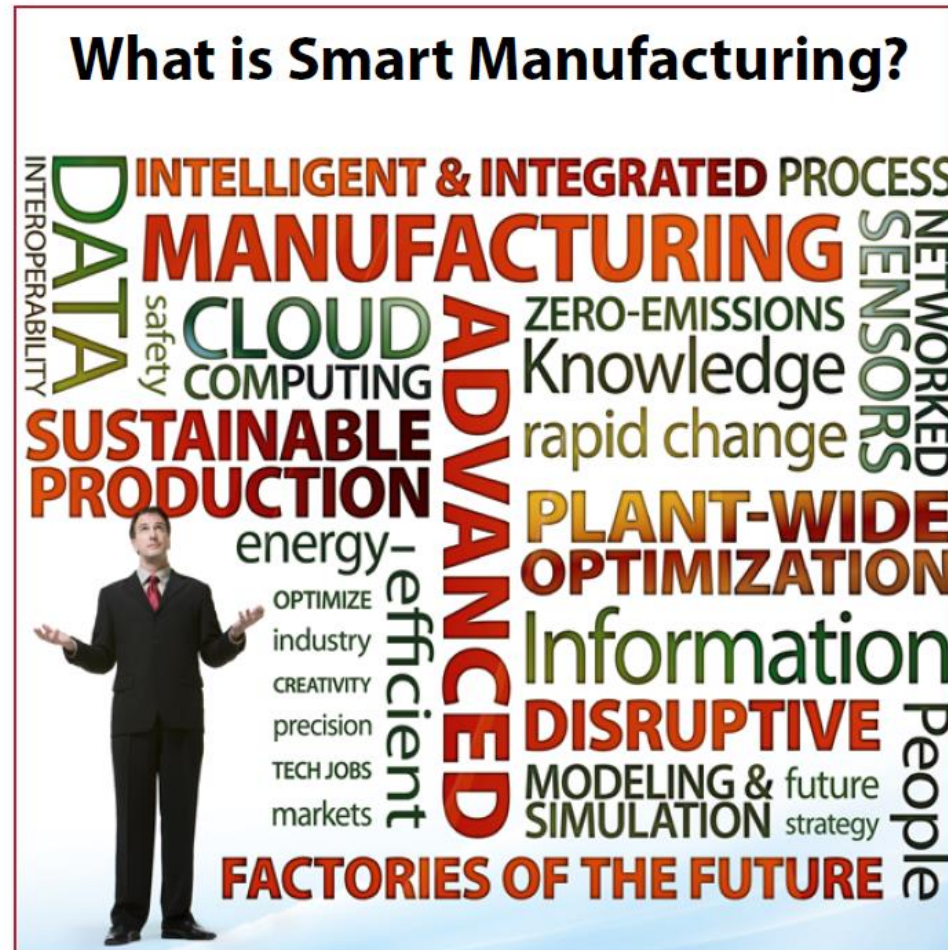 What is Smart Manufacturing?
INTEROPERABILITY
DATA
INTELLIGENT & INTEGRATED PROCESS
MANUFACTURING
SENSORS
NETWORKED
safety
CLOUD
COMPUTING
ADVANCED
ZERO-EMISSIONS
Knowledge
rapid change
SUSTAINABLE
PRODUCTION
PLANT-WIDE
OPTIMIZATION
energy-efficient
OPTIMIZE
industry
CREATIVITY
precision
TECH JOBS
markets
Information
DISRUPTIVE
MODELING &
SIMULATION
future
strategy
People
FACTORIES OF THE FUTURE